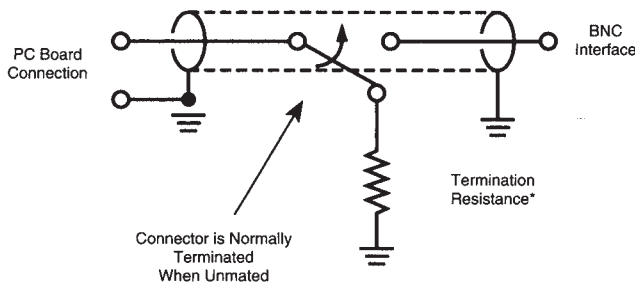 PC Board
Connection
BNC
Interface
Termination
Resistance*
Connector is Normally
Terminated
When Unmated